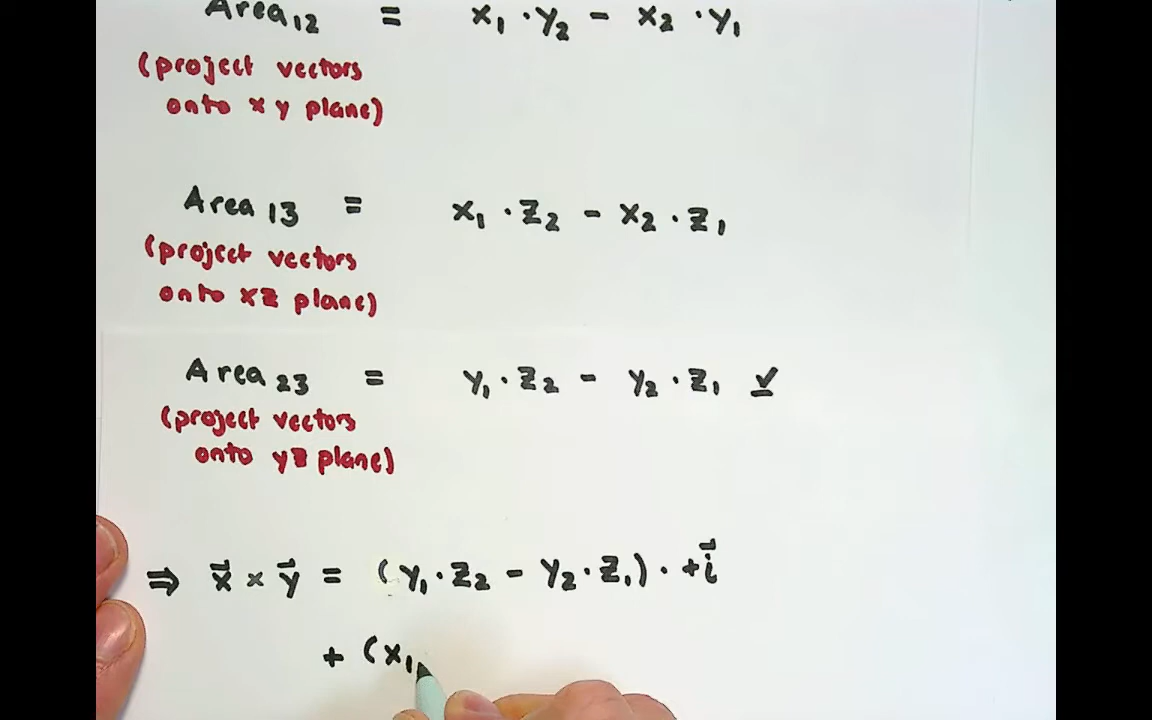 Area₁₂ = x₁ · y₂ - x₂ · y₁
(project vectors
onto xy plane)
Area₁₃ = x₁ · z₂ - x₂ · z₁
(project vectors
onto xz plane)
Area₂₃ = y₁ · z₂ - y₂ · z₁ ✓
(project vectors
onto yz plane)
⇒ x⃗ × y⃗ = (y₁ · z₂ - y₂ · z₁) · +i⃗
+ (x₁